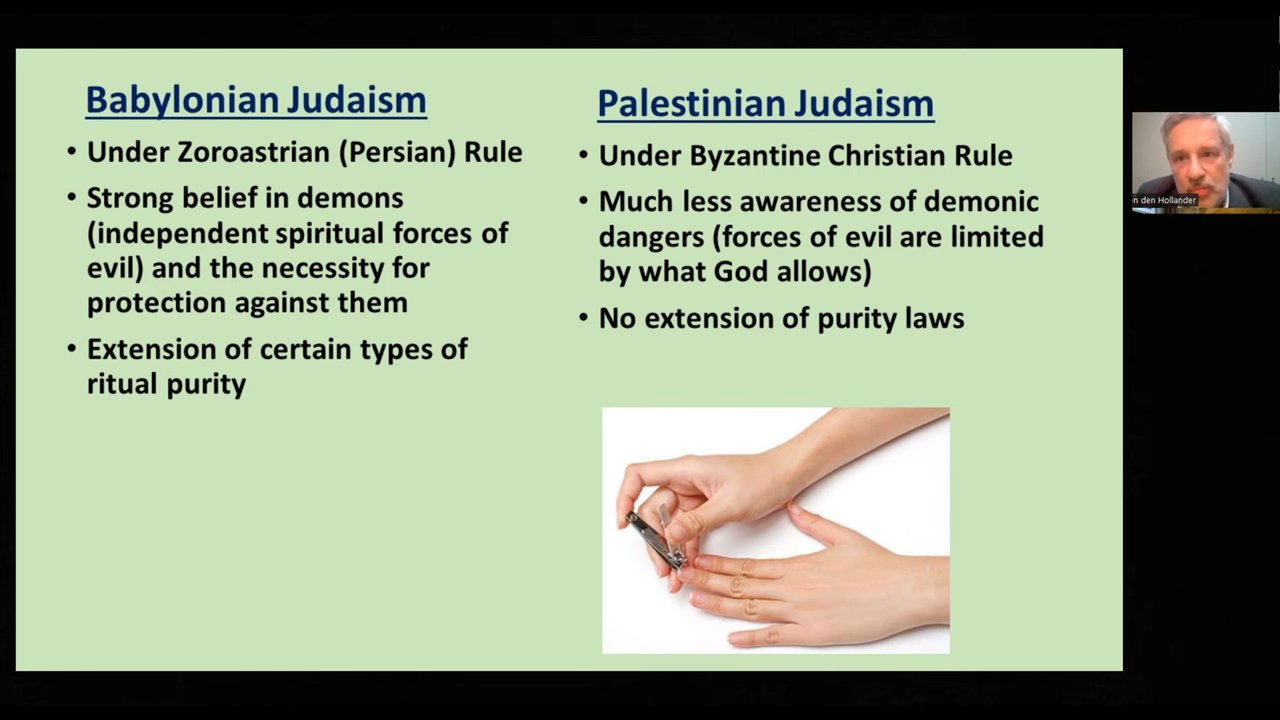 Babylonian Judaism
• Under Zoroastrian (Persian) Rule
• Strong belief in demons
(independent spiritual forces of
evil) and the necessity for
protection against them
• Extension of certain types of
ritual purity
Palestinian Judaism
• Under Byzantine Christian Rule
• Much less awareness of demonic
dangers (forces of evil are limited
by what God allows)
• No extension of purity laws
den Hollander